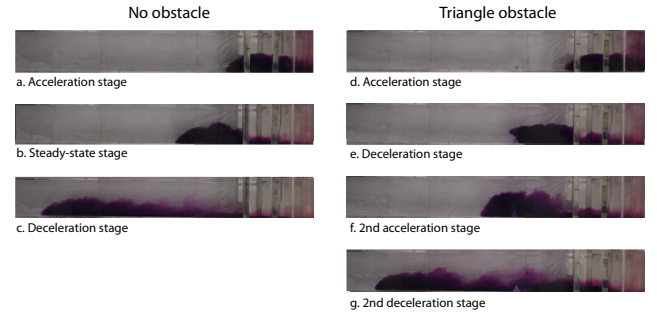 No obstacle
a. Acceleration stage
b. Steady-state stage
c. Deceleration stage
Triangle obstacle
d. Acceleration stage
e. Deceleration stage
f. 2nd acceleration stage
g. 2nd deceleration stage